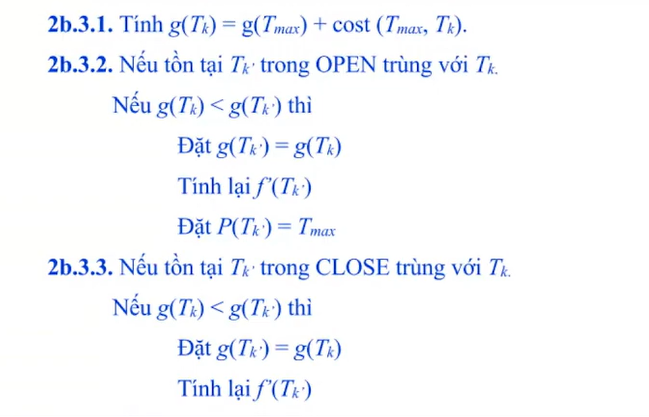 2b.3.1. Tính g(Tk) = g(Tmax) + cost (Tmax, Tk).
2b.3.2. Nếu tồn tại Tk' trong OPEN trùng với Tk.
Nếu g(Tk) < g(Tk') thì
Đặt g(Tk') = g(Tk)
Tính lại f'(Tk')
Đặt P(Tk') = Tmax
2b.3.3. Nếu tồn tại Tk' trong CLOSE trùng với Tk.
Nếu g(Tk) < g(Tk') thì
Đặt g(Tk') = g(Tk)
Tính lại f'(Tk')